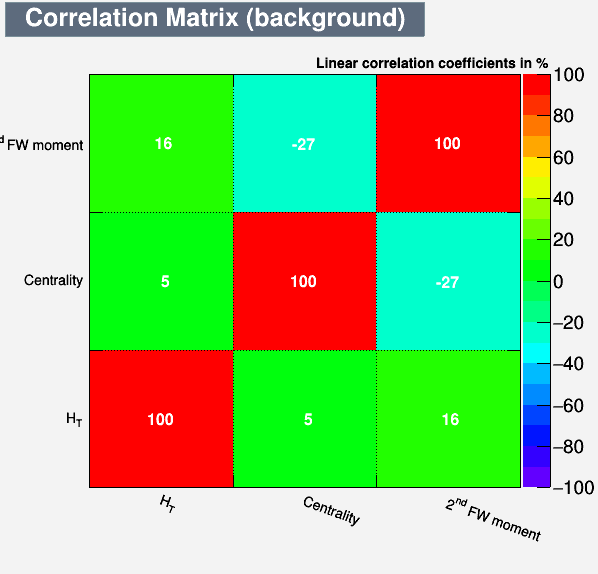 Correlation Matrix (background)
Linear correlation coefficients in %
d FW moment
16
-27
100
Centrality
5
100
-27
H_T
100
5
16
H_T
Centrality
2^nd FW moment
100
80
60
40
20
0
−20
−40
−60
−80
−100